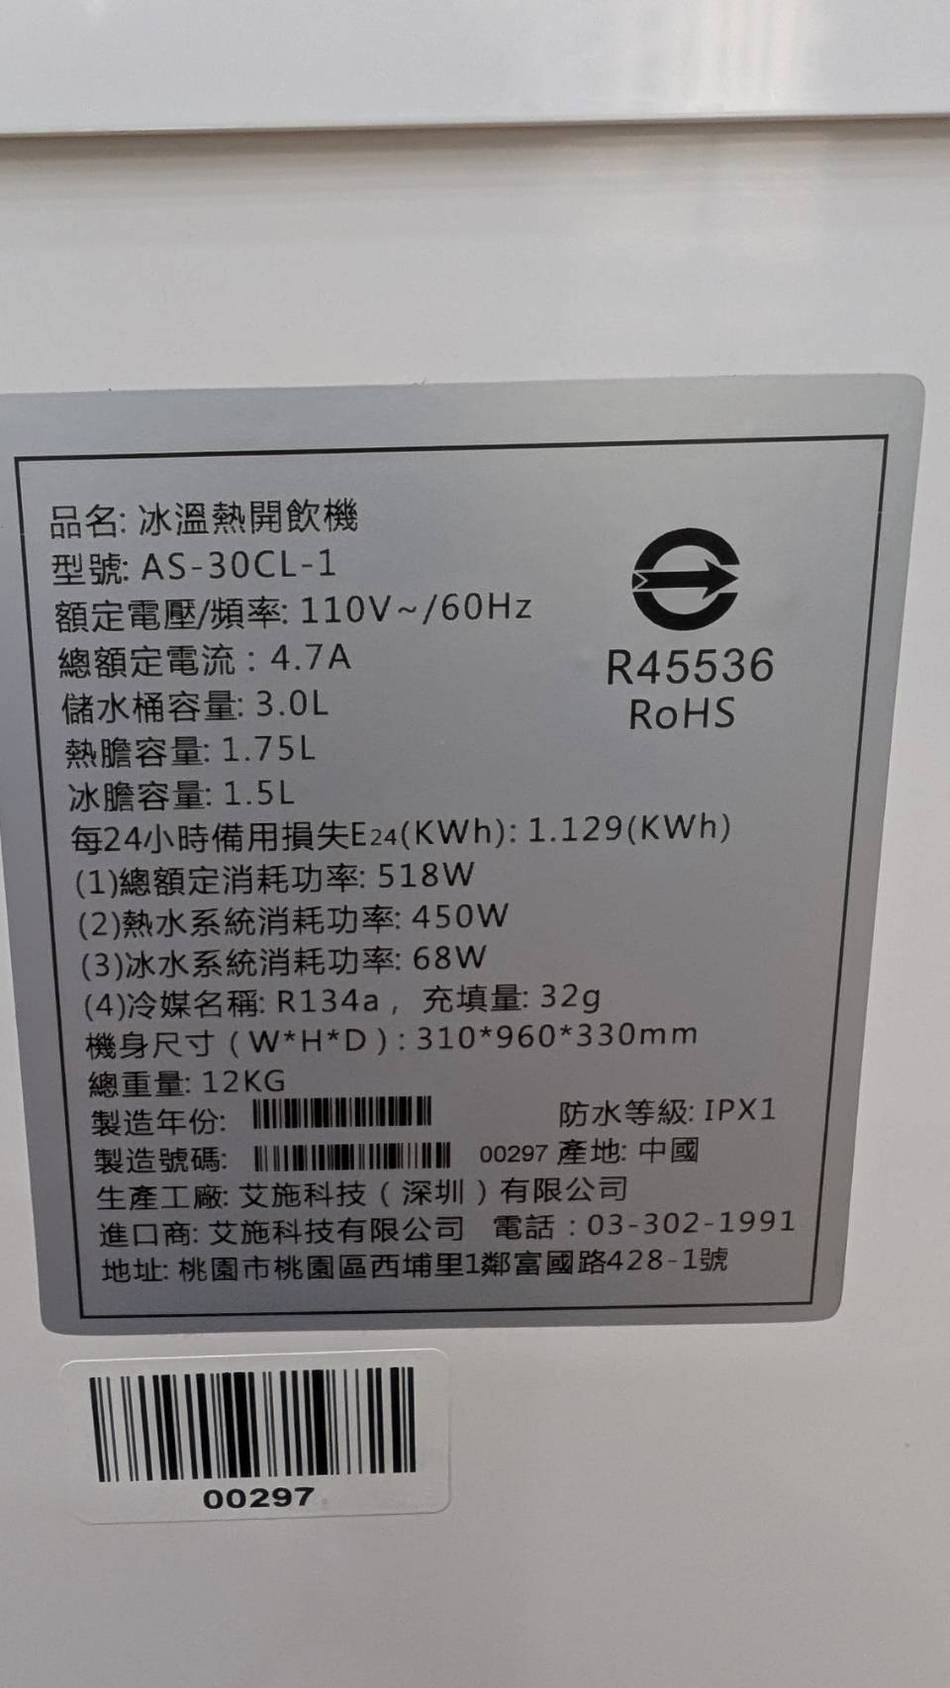 品名: 冰溫熱開飲機
型號: AS-30CL-1
額定電壓/頻率: 110V~/60Hz
總額定電流：4.7A
儲水桶容量: 3.0L
熱膽容量: 1.75L
冰膽容量: 1.5L
R45536
RoHS
每24小時備用損失E24(KWh): 1.129(KWh)
(1)總額定消耗功率: 518W
(2)熱水系統消耗功率: 450W
(3)冰水系統消耗功率: 68W
(4)冷媒名稱: R134a，充填量: 32g
機身尺寸（W*H*D）: 310*960*330mm
總重量: 12KG
製造年份: 防水等級: IPX1
製造號碼: 00297 產地: 中國
生產工廠: 艾施科技（深圳）有限公司
進口商: 艾施科技有限公司 電話：03-302-1991
地址: 桃園市桃園區西埔里1鄰富國路428-1號
00297